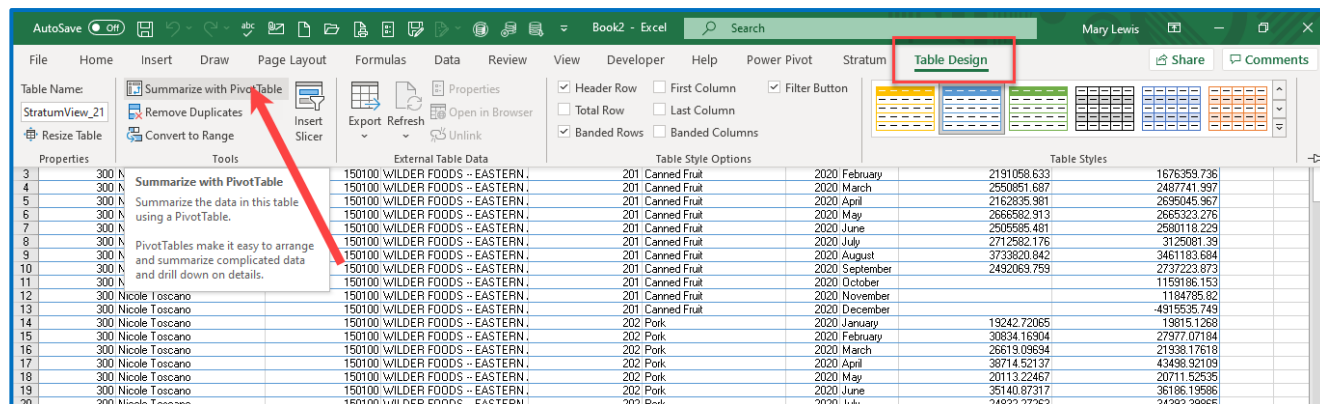 AutoSave Off abc Book2 - Excel Search Mary Lewis
File Home Insert Draw Page Layout Formulas Data Review View Developer Help Power Pivot Stratum Table Design Share Comments
Table Name: Summarize with PivotTable Properties Header Row First Column Filter Button
StratumView_21 Remove Duplicates Insert Slicer Export Refresh Open in Browser Total Row Last Column
Resize Table Convert to Range Unlink Banded Rows Banded Columns
Properties Tools External Table Data Table Style Options Table Styles
3 300 N 150100 WILDER FOODS -- EASTERN. 201 Canned Fruit 2020 February 2191058.633 1676359.736
4 300 N 150100 WILDER FOODS -- EASTERN. 201 Canned Fruit 2020 March 2550851.687 2487741.997
5 300 N 150100 WILDER FOODS -- EASTERN. 201 Canned Fruit 2020 April 2162835.981 2695045.967
6 300 N 150100 WILDER FOODS -- EASTERN. 201 Canned Fruit 2020 May 2666582.913 2665323.276
7 300 N 150100 WILDER FOODS -- EASTERN. 201 Canned Fruit 2020 June 2505585.481 2580118.229
8 300 N 150100 WILDER FOODS -- EASTERN. 201 Canned Fruit 2020 July 2712582.176 3125081.39
9 300 N 150100 WILDER FOODS -- EASTERN. 201 Canned Fruit 2020 August 3733820.842 3461183.684
10 300 N 150100 WILDER FOODS -- EASTERN. 201 Canned Fruit 2020 September 2492069.759 2737223.873
11 300 N 150100 WILDER FOODS -- EASTERN. 201 Canned Fruit 2020 October 1159186.153
Summarize with PivotTable
Summarize the data in this table
using a PivotTable.
PivotTables make it easy to arrange
and summarize complicated data
and drill down on details.
12 300 Nicole Toscano 150100 WILDER FOODS -- EASTERN. 201 Canned Fruit 2020 November 1184785.82
13 300 Nicole Toscano 150100 WILDER FOODS -- EASTERN. 201 Canned Fruit 2020 December -4915535.749
14 300 Nicole Toscano 150100 WILDER FOODS -- EASTERN. 202 Pork 2020 January 19242.72065 19815.1268
15 300 Nicole Toscano 150100 WILDER FOODS -- EASTERN. 202 Pork 2020 February 30834.16904 27977.07184
16 300 Nicole Toscano 150100 WILDER FOODS -- EASTERN. 202 Pork 2020 March 26619.09694 21938.17618
17 300 Nicole Toscano 150100 WILDER FOODS -- EASTERN. 202 Pork 2020 April 38714.52137 43498.92109
18 300 Nicole Toscano 150100 WILDER FOODS -- EASTERN. 202 Pork 2020 May 20113.22467 20711.52535
19 300 Nicole Toscano 150100 WILDER FOODS -- EASTERN. 202 Pork 2020 June 35140.87317 36186.19586